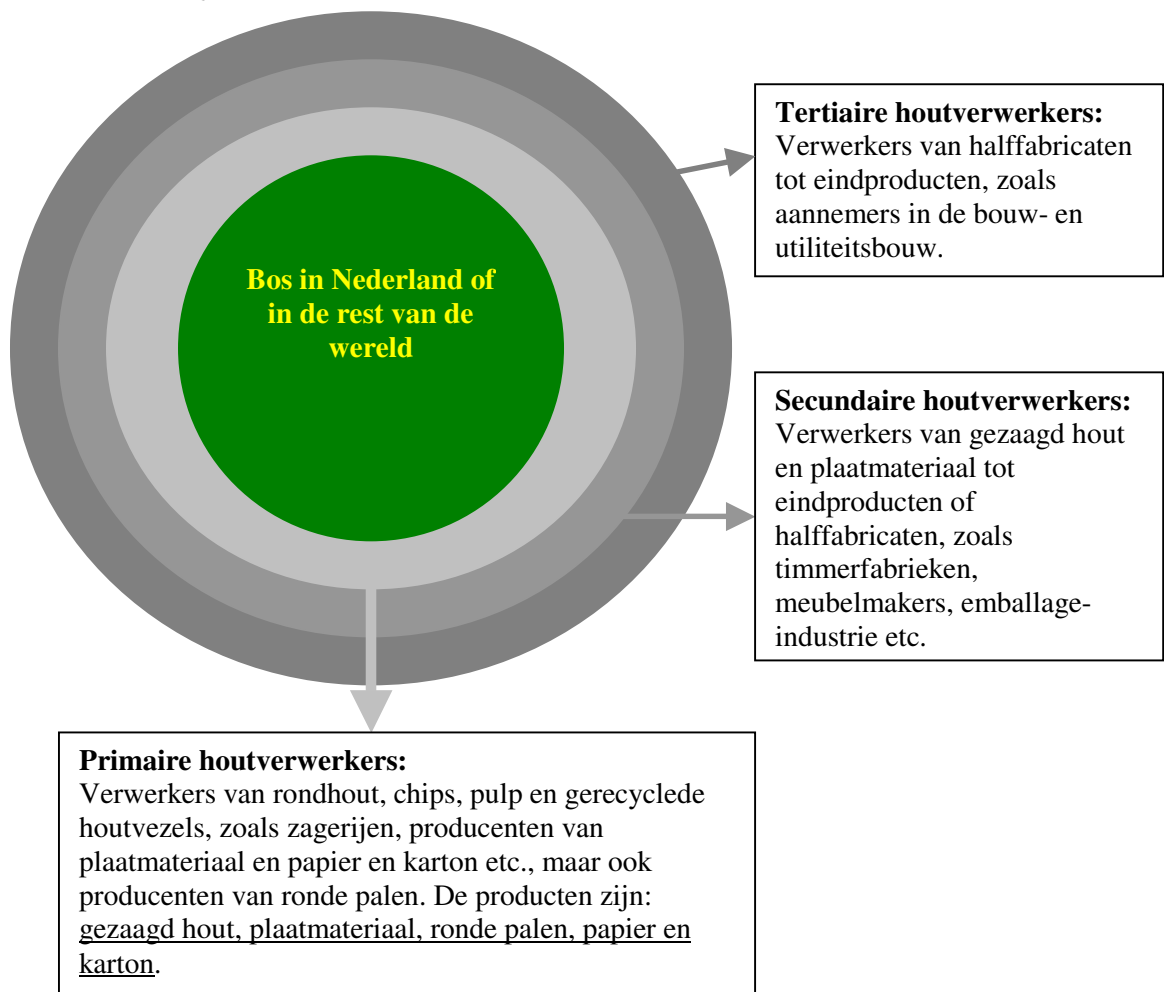 Bos in Nederland of
in de rest van de
wereld
Tertiaire houtverwerkers:
Verwerkers van halffabricaten
tot eindproducten, zoals
aannemers in de bouw- en
utiliteitsbouw.
Secundaire houtverwerkers:
Verwerkers van gezaagd hout
en plaatmateriaal tot
eindproducten of
halffabricaten, zoals
timmerfabrieken,
meubelmakers, emballage-
industrie etc.
Primaire houtverwerkers:
Verwerkers van rondhout, chips, pulp en gerecyclede
houtvezels, zoals zagerijen, producenten van
plaatmateriaal en papier en karton etc., maar ook
producenten van ronde palen. De producten zijn:
gezaagd hout, plaatmateriaal, ronde palen, papier en
karton.